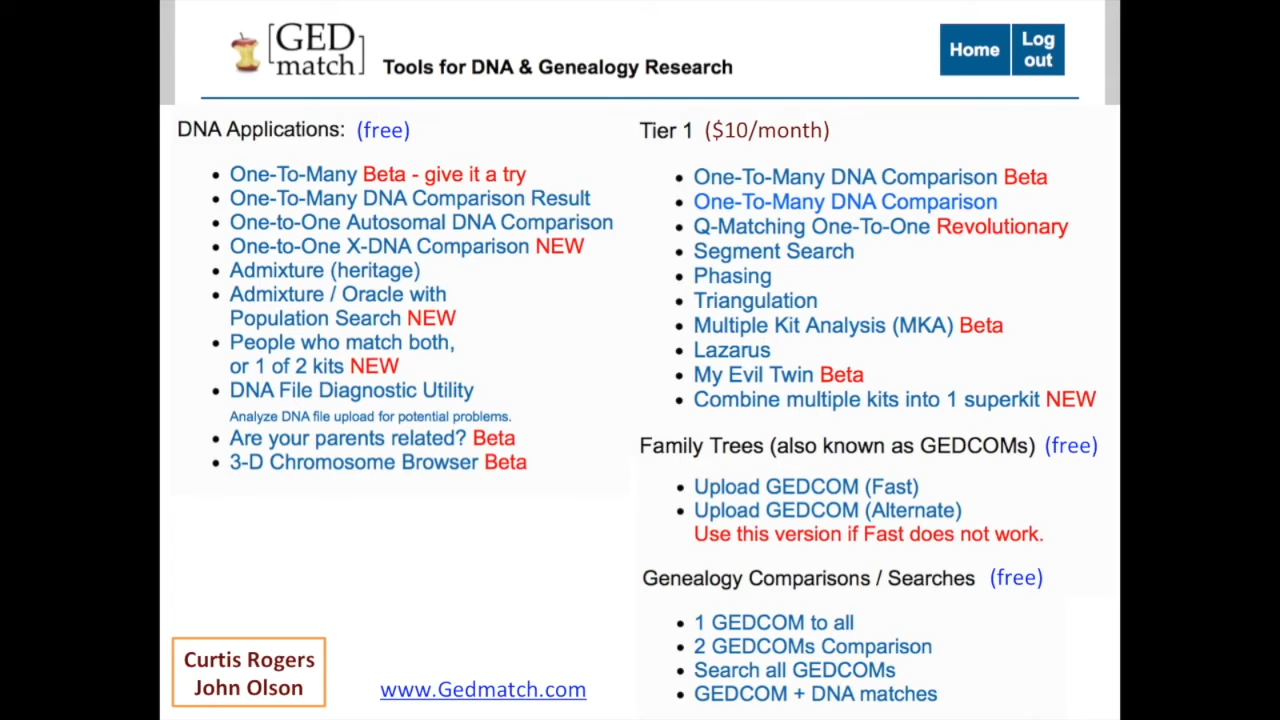 GED
match
Tools for DNA & Genealogy Research
Home
Log
out
DNA Applications: (free)
One-To-Many Beta - give it a try
One-To-Many DNA Comparison Result
One-to-One Autosomal DNA Comparison
One-to-One X-DNA Comparison NEW
Admixture (heritage)
Admixture / Oracle with
Population Search NEW
People who match both,
or 1 of 2 kits NEW
DNA File Diagnostic Utility
Analyze DNA file upload for potential problems.
Are your parents related? Beta
3-D Chromosome Browser Beta
Tier 1 ($10/month)
One-To-Many DNA Comparison Beta
One-To-Many DNA Comparison
Q-Matching One-To-One Revolutionary
Segment Search
Phasing
Triangulation
Multiple Kit Analysis (MKA) Beta
Lazarus
My Evil Twin Beta
Combine multiple kits into 1 superkit NEW
Family Trees (also known as GEDCOMs) (free)
Upload GEDCOM (Fast)
Upload GEDCOM (Alternate)
Use this version if Fast does not work.
Genealogy Comparisons / Searches (free)
1 GEDCOM to all
2 GEDCOMs Comparison
Search all GEDCOMs
GEDCOM + DNA matches
Curtis Rogers
John Olson
www.Gedmatch.com